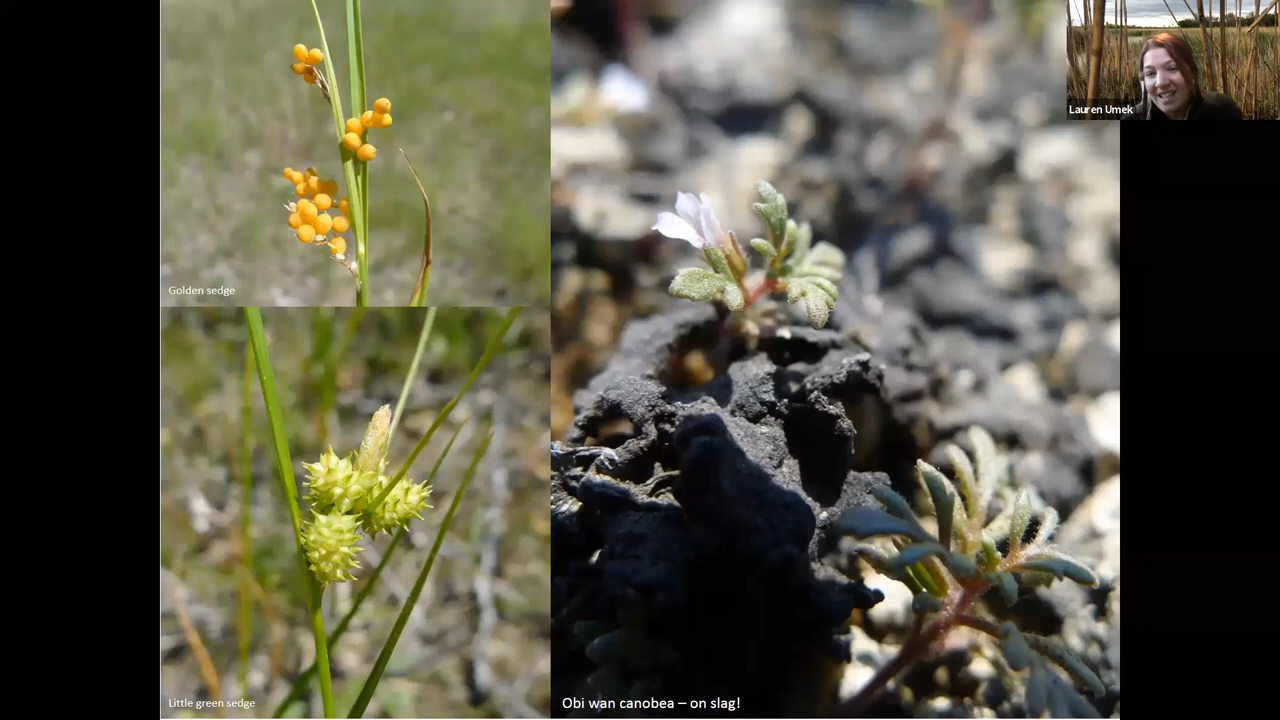 Lauren Umek
Golden sedge
Little green sedge
Obi wan canobea – on slag!